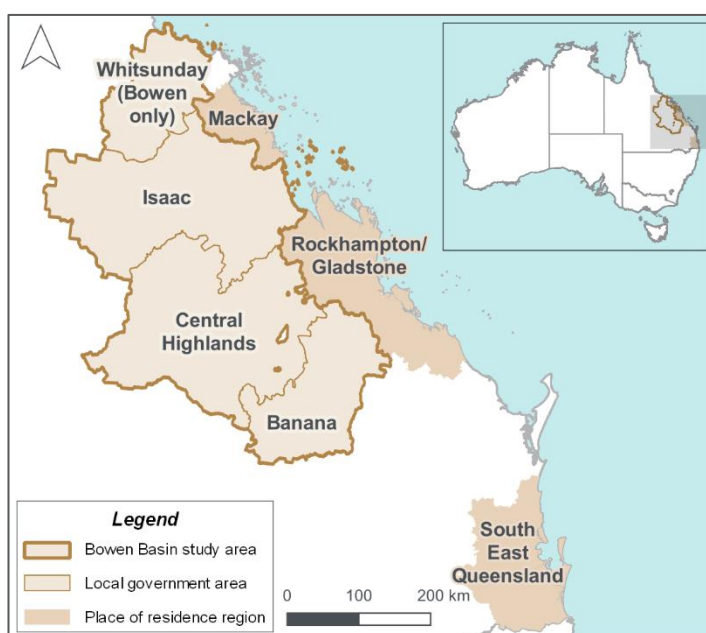 Whitsunday
(Bowen
only)
Mackay
Isaac
Rockhampton/
Gladstone
Central
Highlands
Banana
South
East
Queensland
Legend
Bowen Basin study area
Local government area
Place of residence region
0 100 200 km